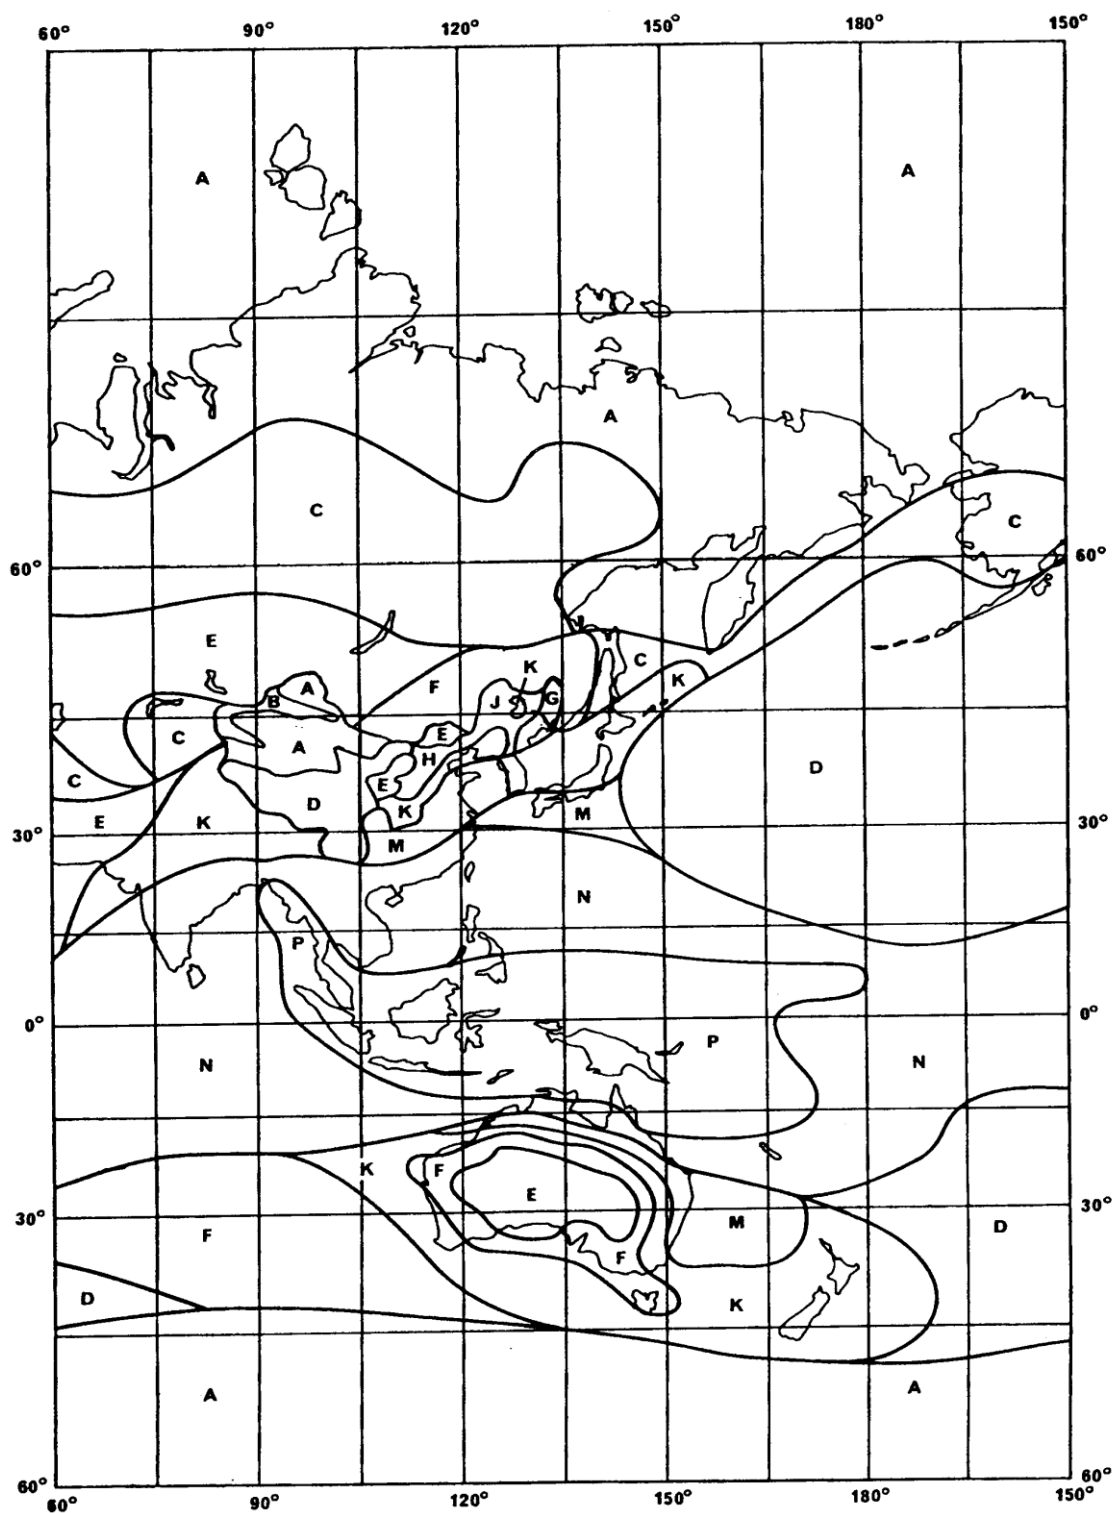 60° 90° 120° 150° 180° 150°
A A
A
C C
60° 60°
E
K C
A F K
B J G
C E
A H D
C E
D K M
30° E K 30°
M
N
P
0° 0°
P
N N
K F
E
30° M 30°
F D
F
D K
A A
60° 60°
60° 90° 120° 150° 180° 150°